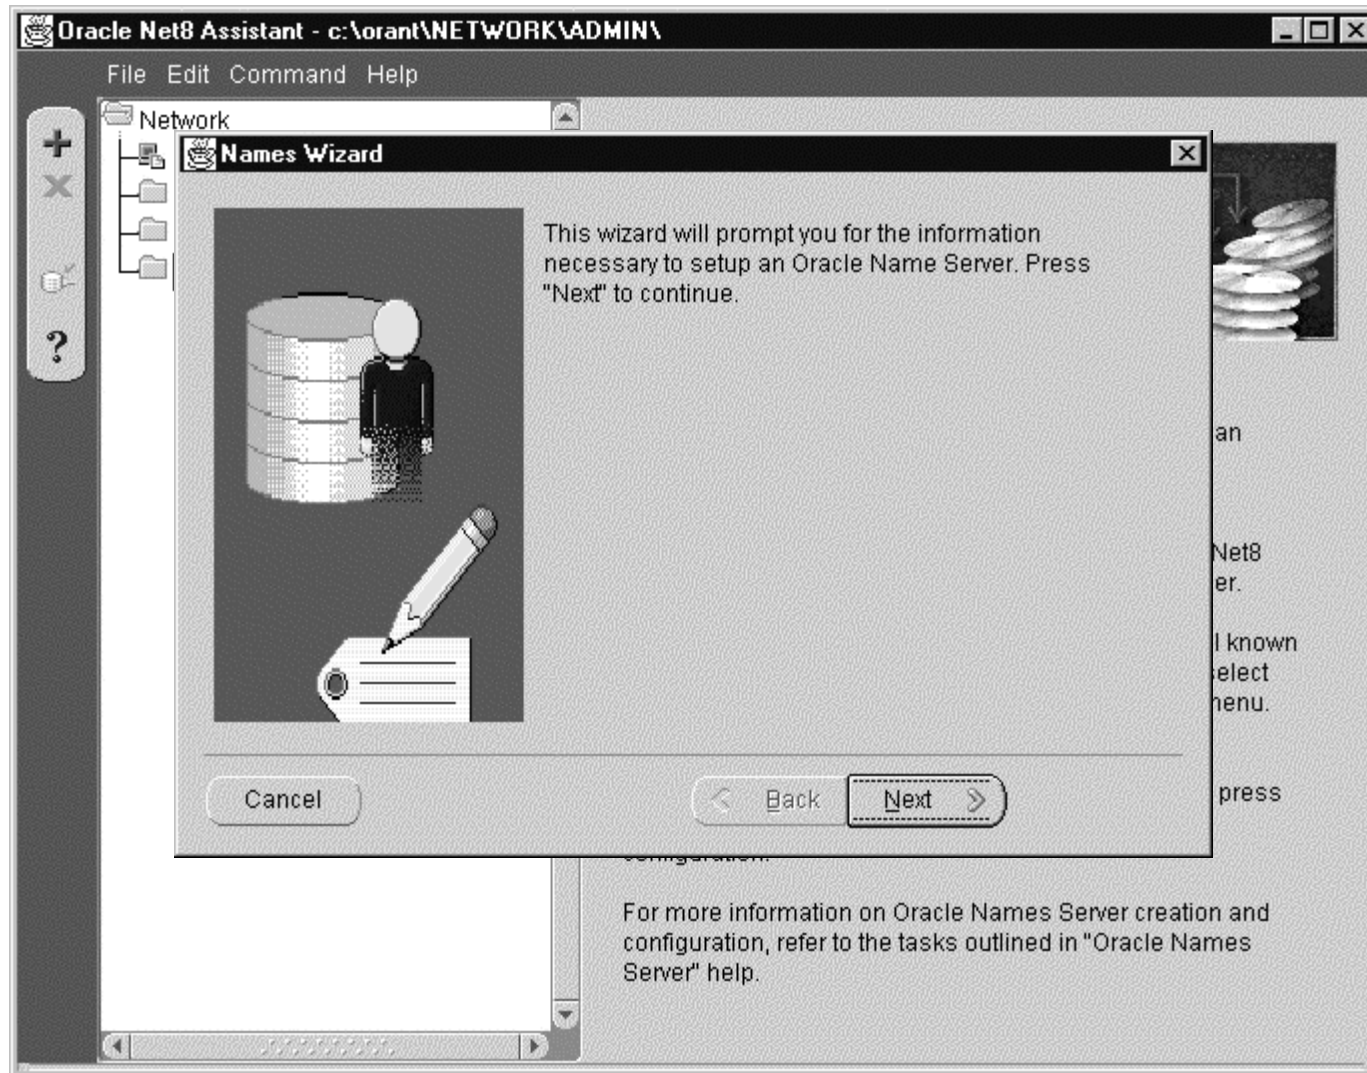 Oracle Net8 Assistant - c:\orant\NETWORK\ADMIN\
File Edit Command Help
Network
Names Wizard
This wizard will prompt you for the information
necessary to setup an Oracle Name Server. Press
"Next" to continue.
an
Net8
er.
known
elect
enu.
press
Cancel
Back
Next
configuration.
For more information on Oracle Names Server creation and
configuration, refer to the tasks outlined in "Oracle Names
Server" help.
?